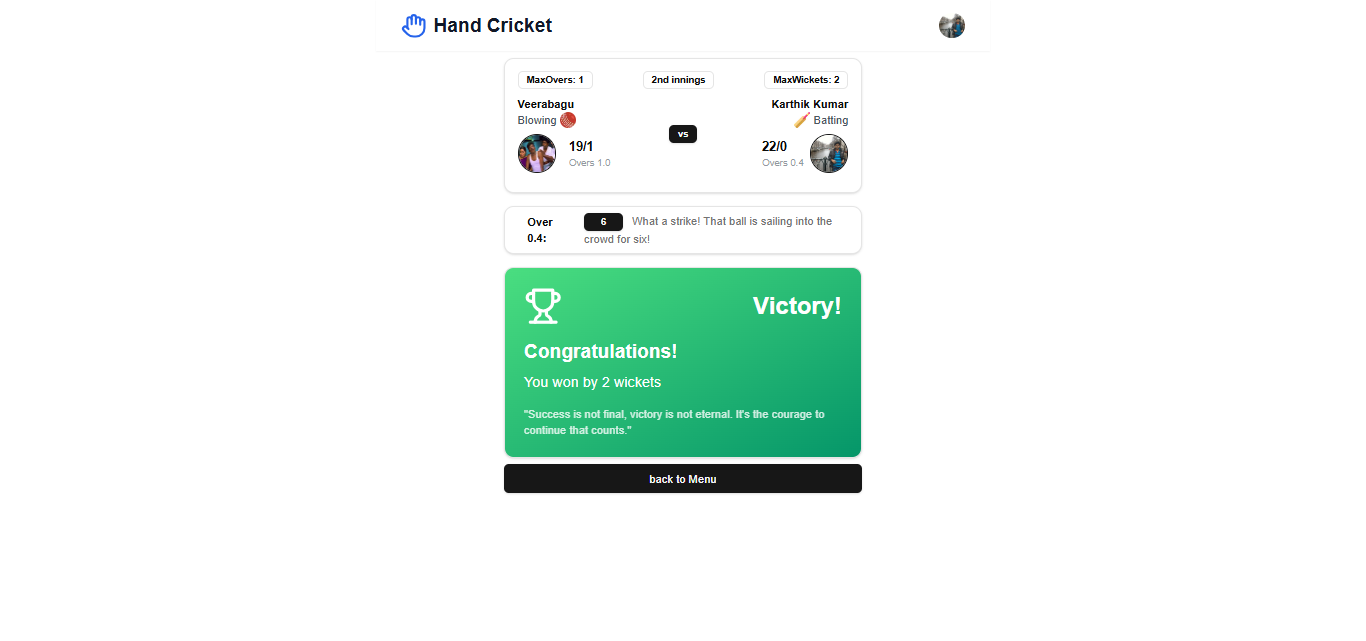 Hand Cricket
MaxOvers: 1
2nd innings
MaxWickets: 2
Veerabagu
Karthik Kumar
Blowing
Batting
vs
19/1
22/0
Overs 1.0
Overs 0.4
Over
0.4:
6 What a strike! That ball is sailing into the
crowd for six!
Victory!
Congratulations!
You won by 2 wickets
"Success is not final, victory is not eternal. It's the courage to
continue that counts."
back to Menu